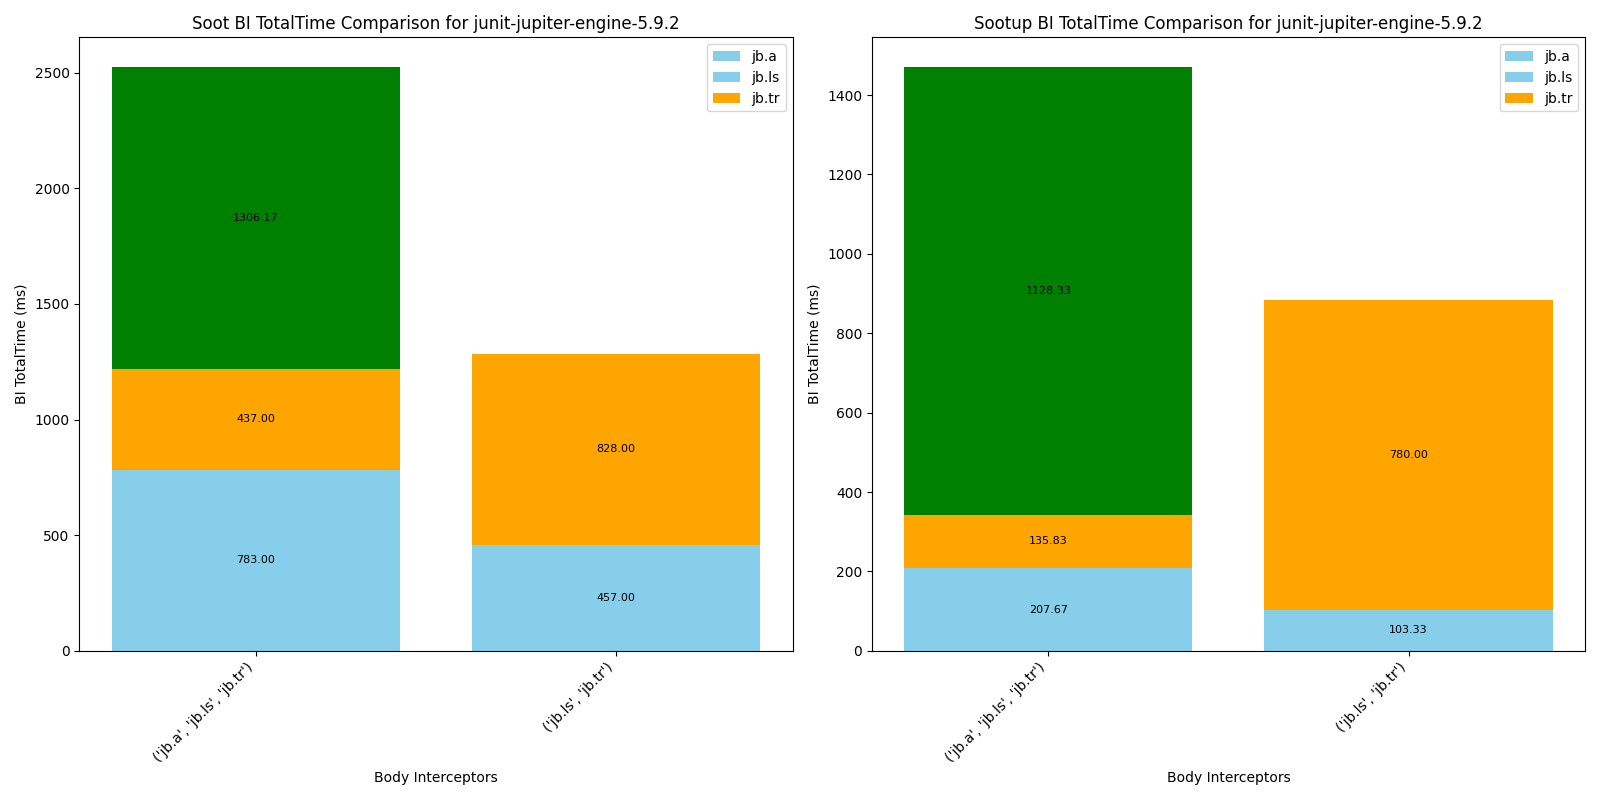 Soot BI TotalTime Comparison for junit-jupiter-engine-5.9.2
jb.a
jb.ls
jb.tr
2500
2000
1500
1000
500
0
BI TotalTime (ms)
1306.17
437.00
783.00
828.00
457.00
('jb.a', 'jb.ls', 'jb.tr')
('jb.ls', 'jb.tr')
Body Interceptors
Sootup BI TotalTime Comparison for junit-jupiter-engine-5.9.2
jb.a
jb.ls
jb.tr
1400
1200
1000
800
600
400
200
0
BI TotalTime (ms)
1128.33
135.83
207.67
780.00
103.33
('jb.a', 'jb.ls', 'jb.tr')
('jb.ls', 'jb.tr')
Body Interceptors